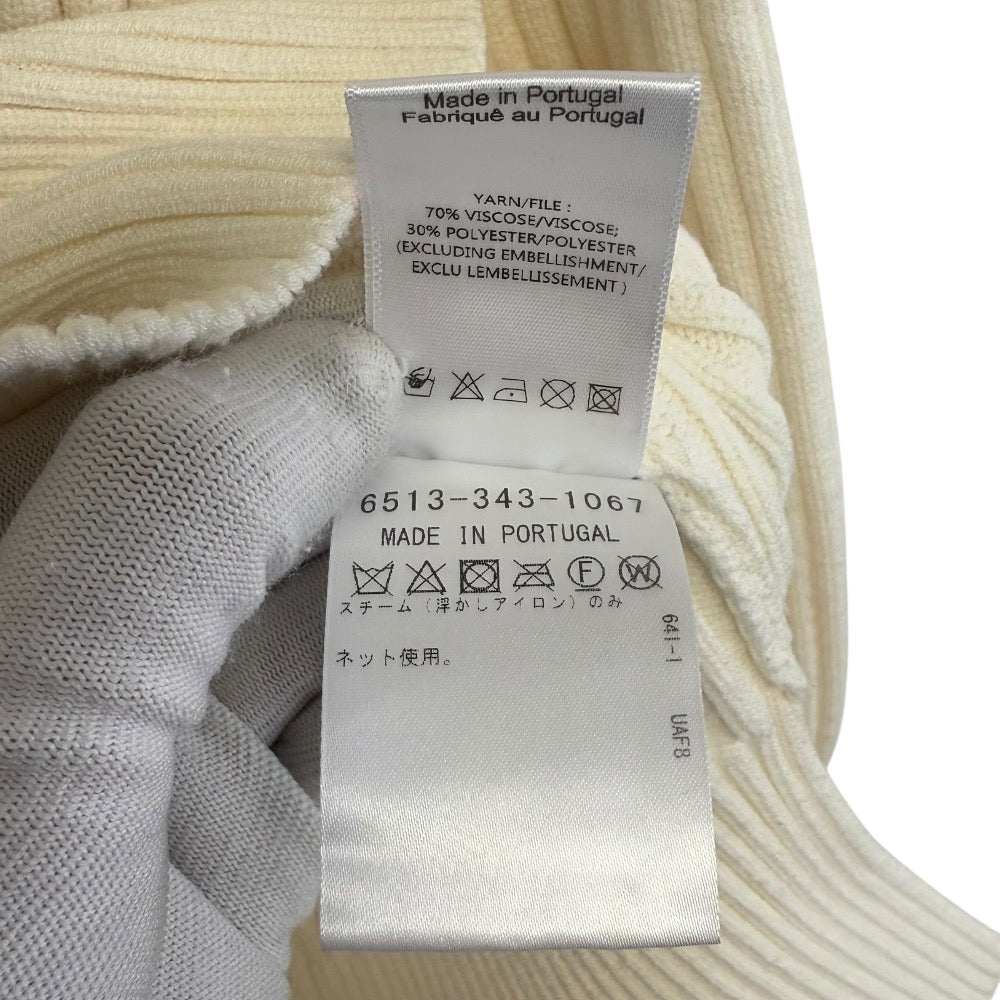 Made in Portugal
Fabriquê au Portugal
YARN/FILE :
70% VISCOSE/VISCOSE;
30% POLYESTER/POLYESTER
(EXCLUDING EMBELLISHMENT/
EXCLU LEMBELLISSEMENT )
6513-343-1067
MADE IN PORTUGAL
F W
スチーム（浮かしアイロン）のみ
ネット使用。
641-1
UAF8